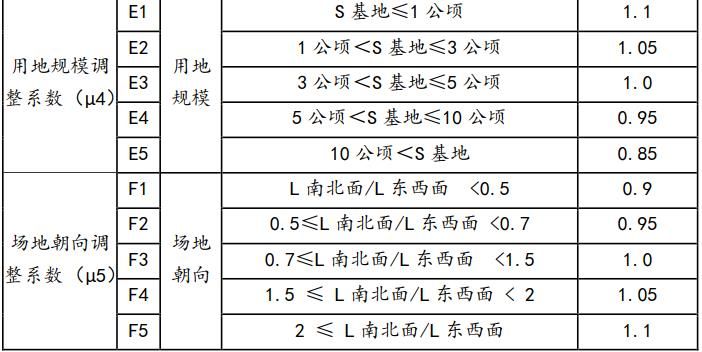 用地规模调
整系数（μ4）
用地
规模
E1 S 基地≤1 公顷 1.1
E2 1 公顷＜S 基地≤3 公顷 1.05
E3 3 公顷＜S 基地≤5 公顷 1.0
E4 5 公顷＜S 基地≤10 公顷 0.95
E5 10 公顷＜S 基地 0.85
场地朝向调
整系数（μ5）
场地
朝向
F1 L 南北面/L 东西面 <0.5 0.9
F2 0.5≤L 南北面/L 东西面 <0.7 0.95
F3 0.7≤L 南北面/L 东西面 <1.5 1.0
F4 1.5 ≤ L 南北面/L 东西面 < 2 1.05
F5 2 ≤ L 南北面/L 东西面 1.1